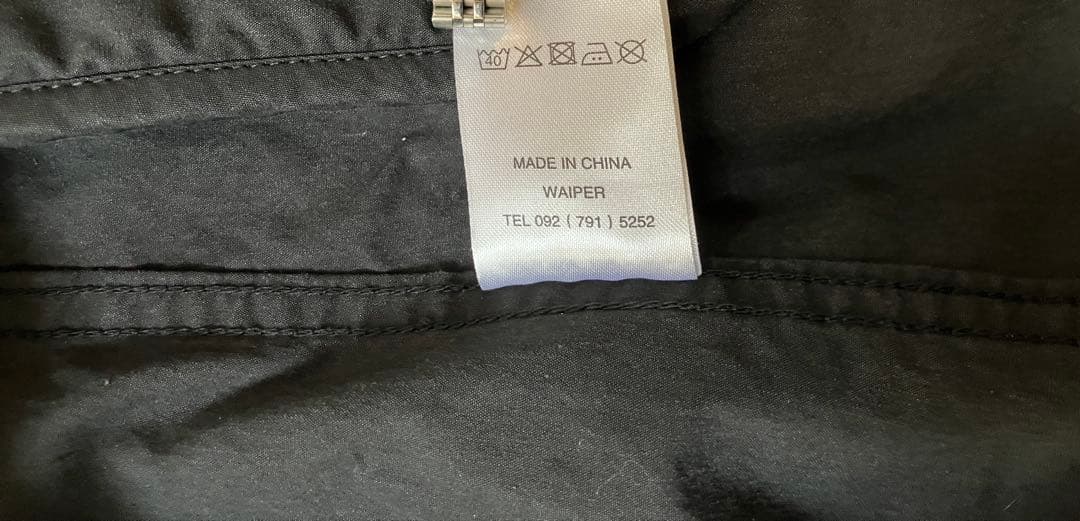 40
MADE IN CHINA
WAIPER
TEL 092 ( 791 ) 5252